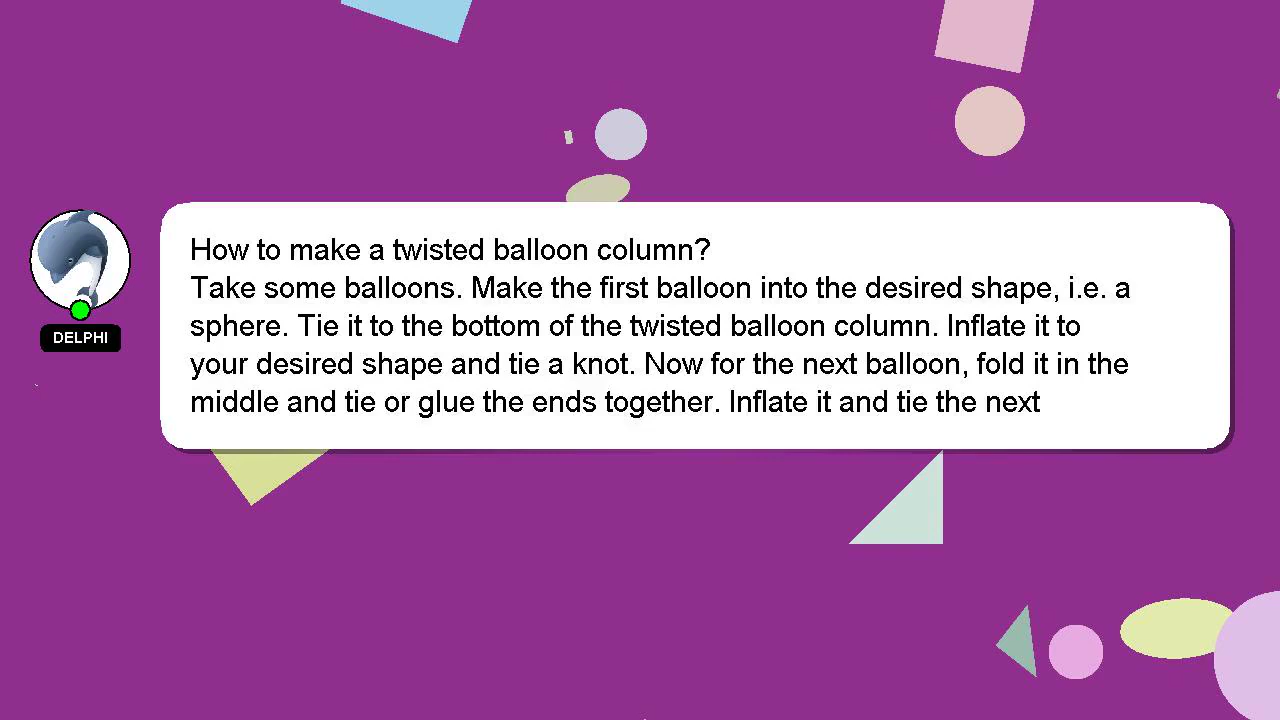 How to make a twisted balloon column?
Take some balloons. Make the first balloon into the desired shape, i.e. a
sphere. Tie it to the bottom of the twisted balloon column. Inflate it to
your desired shape and tie a knot. Now for the next balloon, fold it in the
middle and tie or glue the ends together. Inflate it and tie the next
DELPHI